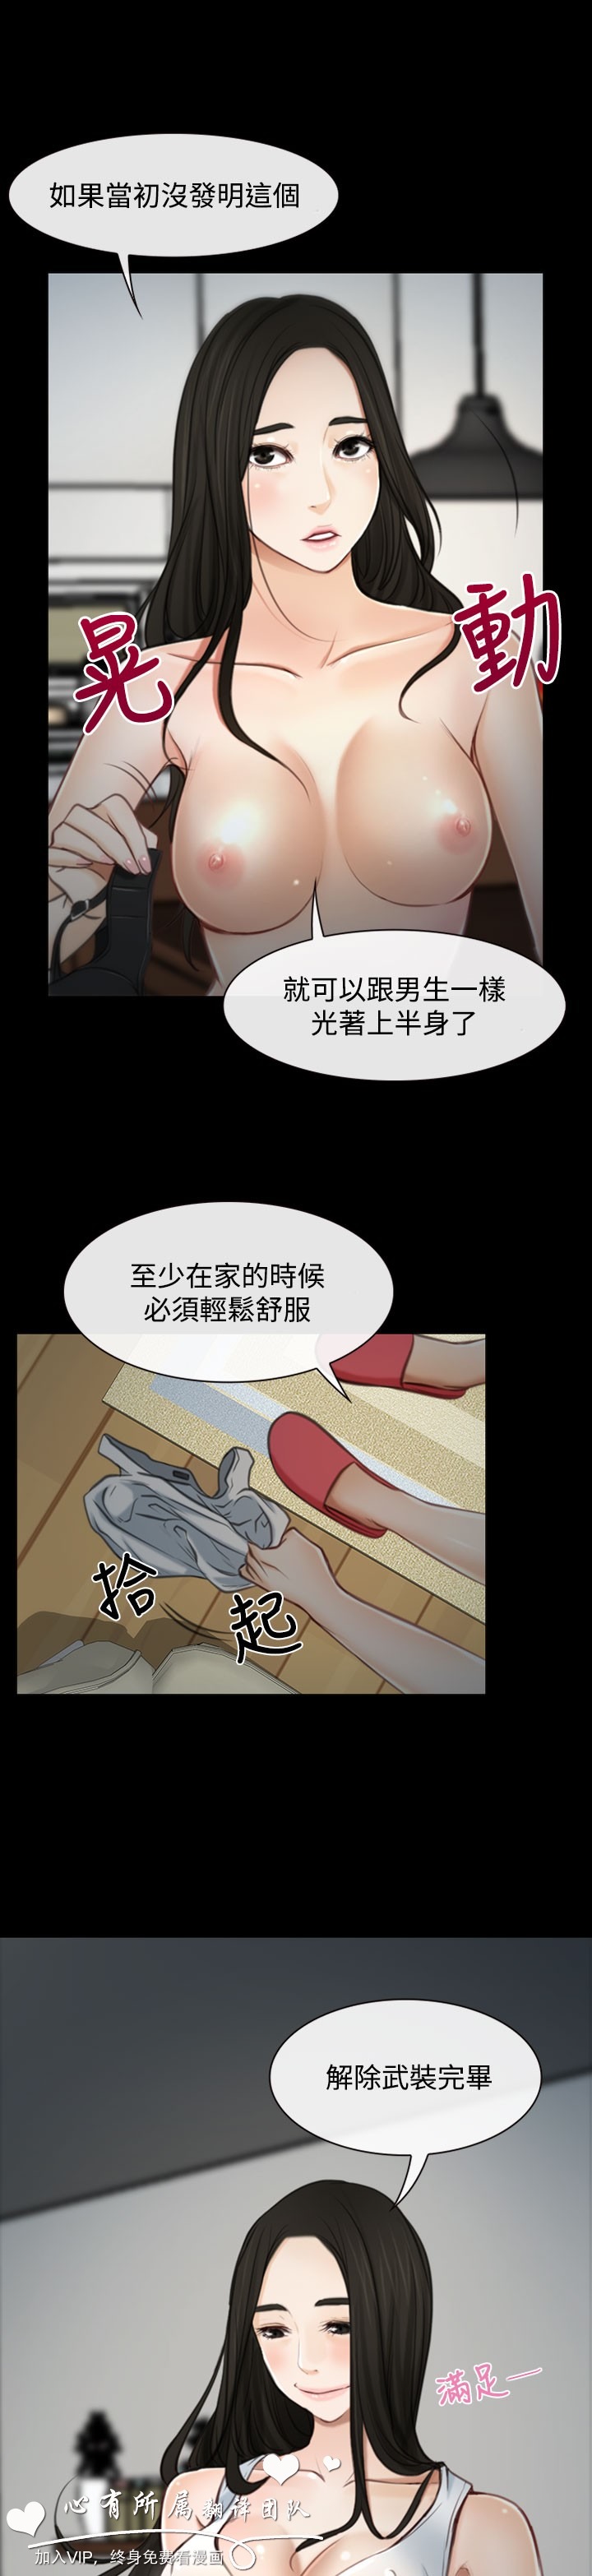 如果當初沒發明這個
晃
動
就可以跟男生一樣
光著上半身了
至少在家的時候
必須輕鬆舒服
拾
起
解除武裝完畢
滿足一
心有所属翻译团队
加入VIP，终身免费看漫画